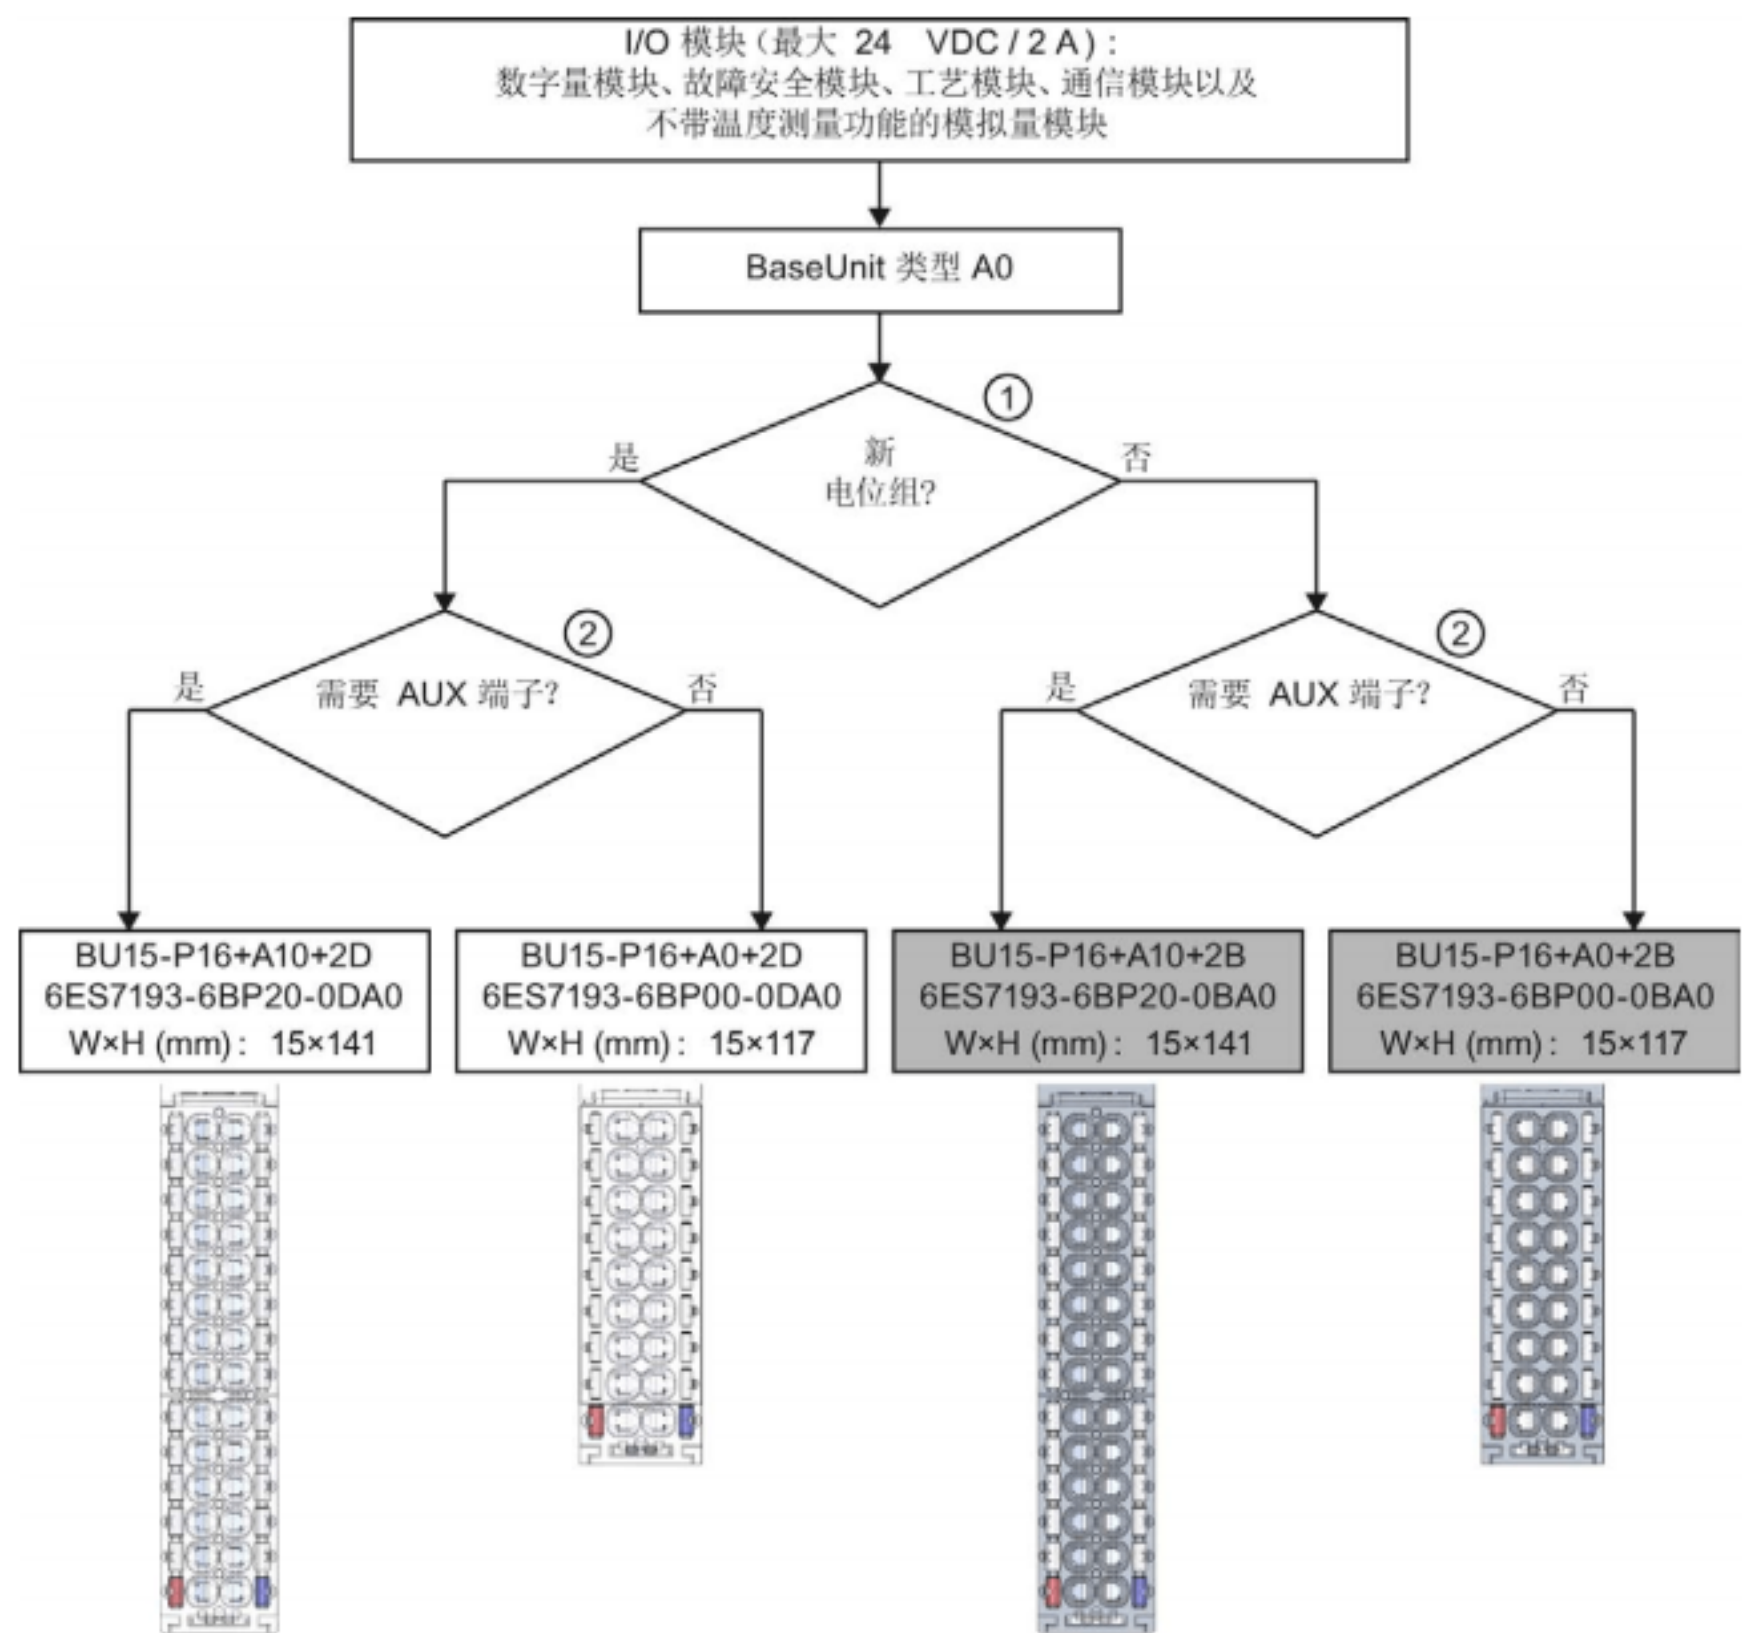 I/O 模块（最大 24 VDC / 2 A）：
数字量模块、故障安全模块、工艺模块、通信模块以及
不带温度测量功能的模拟量模块
BaseUnit 类型 A0
①
新
电位组？
是
否
②
需要 AUX 端子？
是
否
②
需要 AUX 端子？
是
否
BU15-P16+A10+2D
6ES7193-6BP20-0DA0
W×H (mm)： 15×141
BU15-P16+A0+2D
6ES7193-6BP00-0DA0
W×H (mm)： 15×117
BU15-P16+A10+2B
6ES7193-6BP20-0BA0
W×H (mm)： 15×141
BU15-P16+A0+2B
6ES7193-6BP00-0BA0
W×H (mm)： 15×117